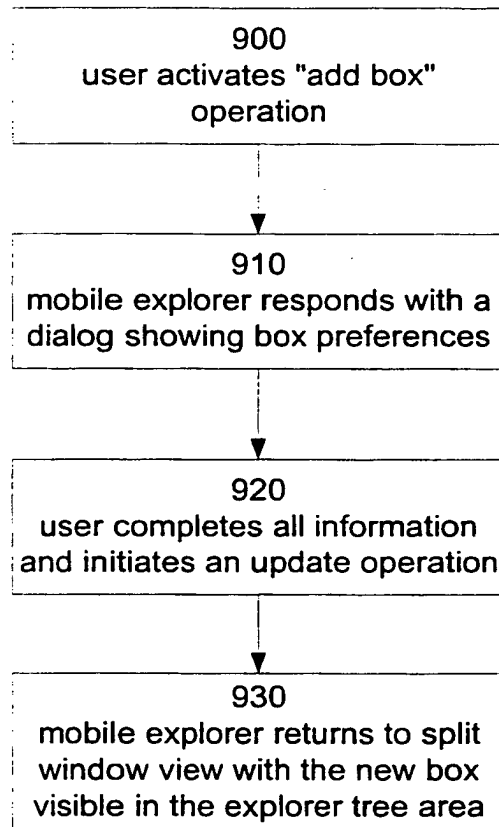 900
user activates "add box"
operation
910
mobile explorer responds with a
dialog showing box preferences
920
user completes all information
and initiates an update operation
930
mobile explorer returns to split
window view with the new box
visible in the explorer tree area